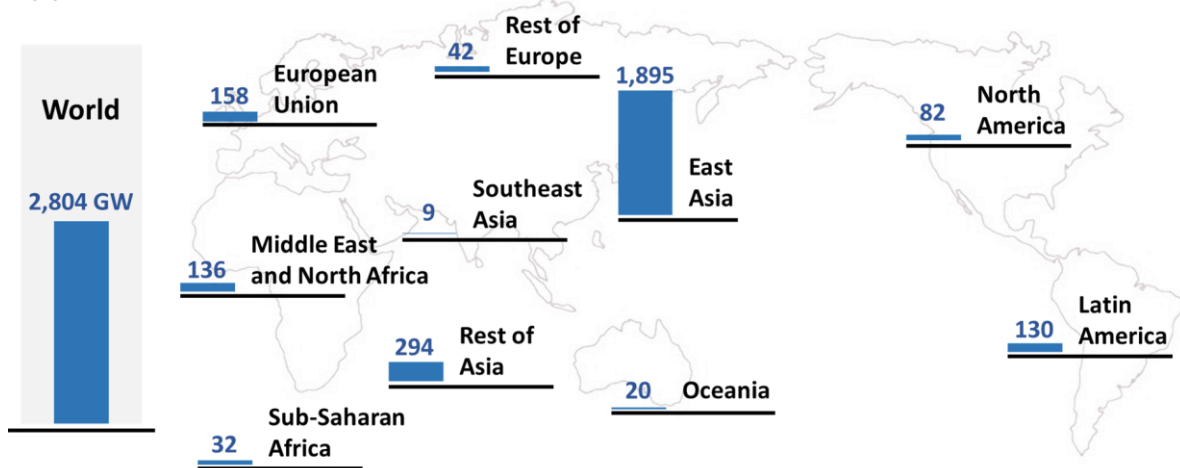 World
2,804 GW
158
European
Union
42
Rest of
Europe
1,895
East
Asia
82
North
America
9
Southeast
Asia
136
Middle East
and North Africa
294
Rest of
Asia
20
Oceania
130
Latin
America
32
Sub-Saharan
Africa